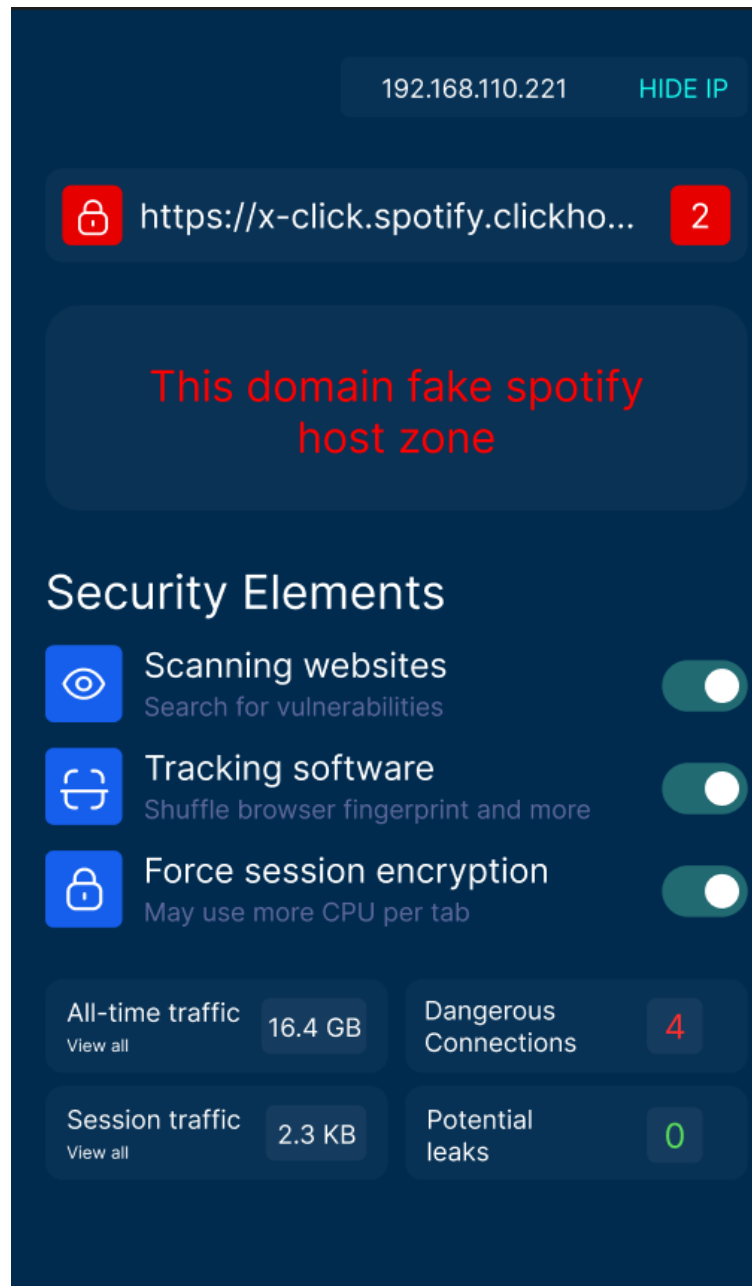 192.168.110.221 HIDE IP
https://x-click.spotify.clickho... 2
This domain fake spotify
host zone
Security Elements
Scanning websites
Search for vulnerabilities
Tracking software
Shuffle browser fingerprint and more
Force session encryption
May use more CPU per tab
All-time traffic
View all
16.4 GB
Dangerous
Connections
4
Session traffic
View all
2.3 KB
Potential
leaks
0